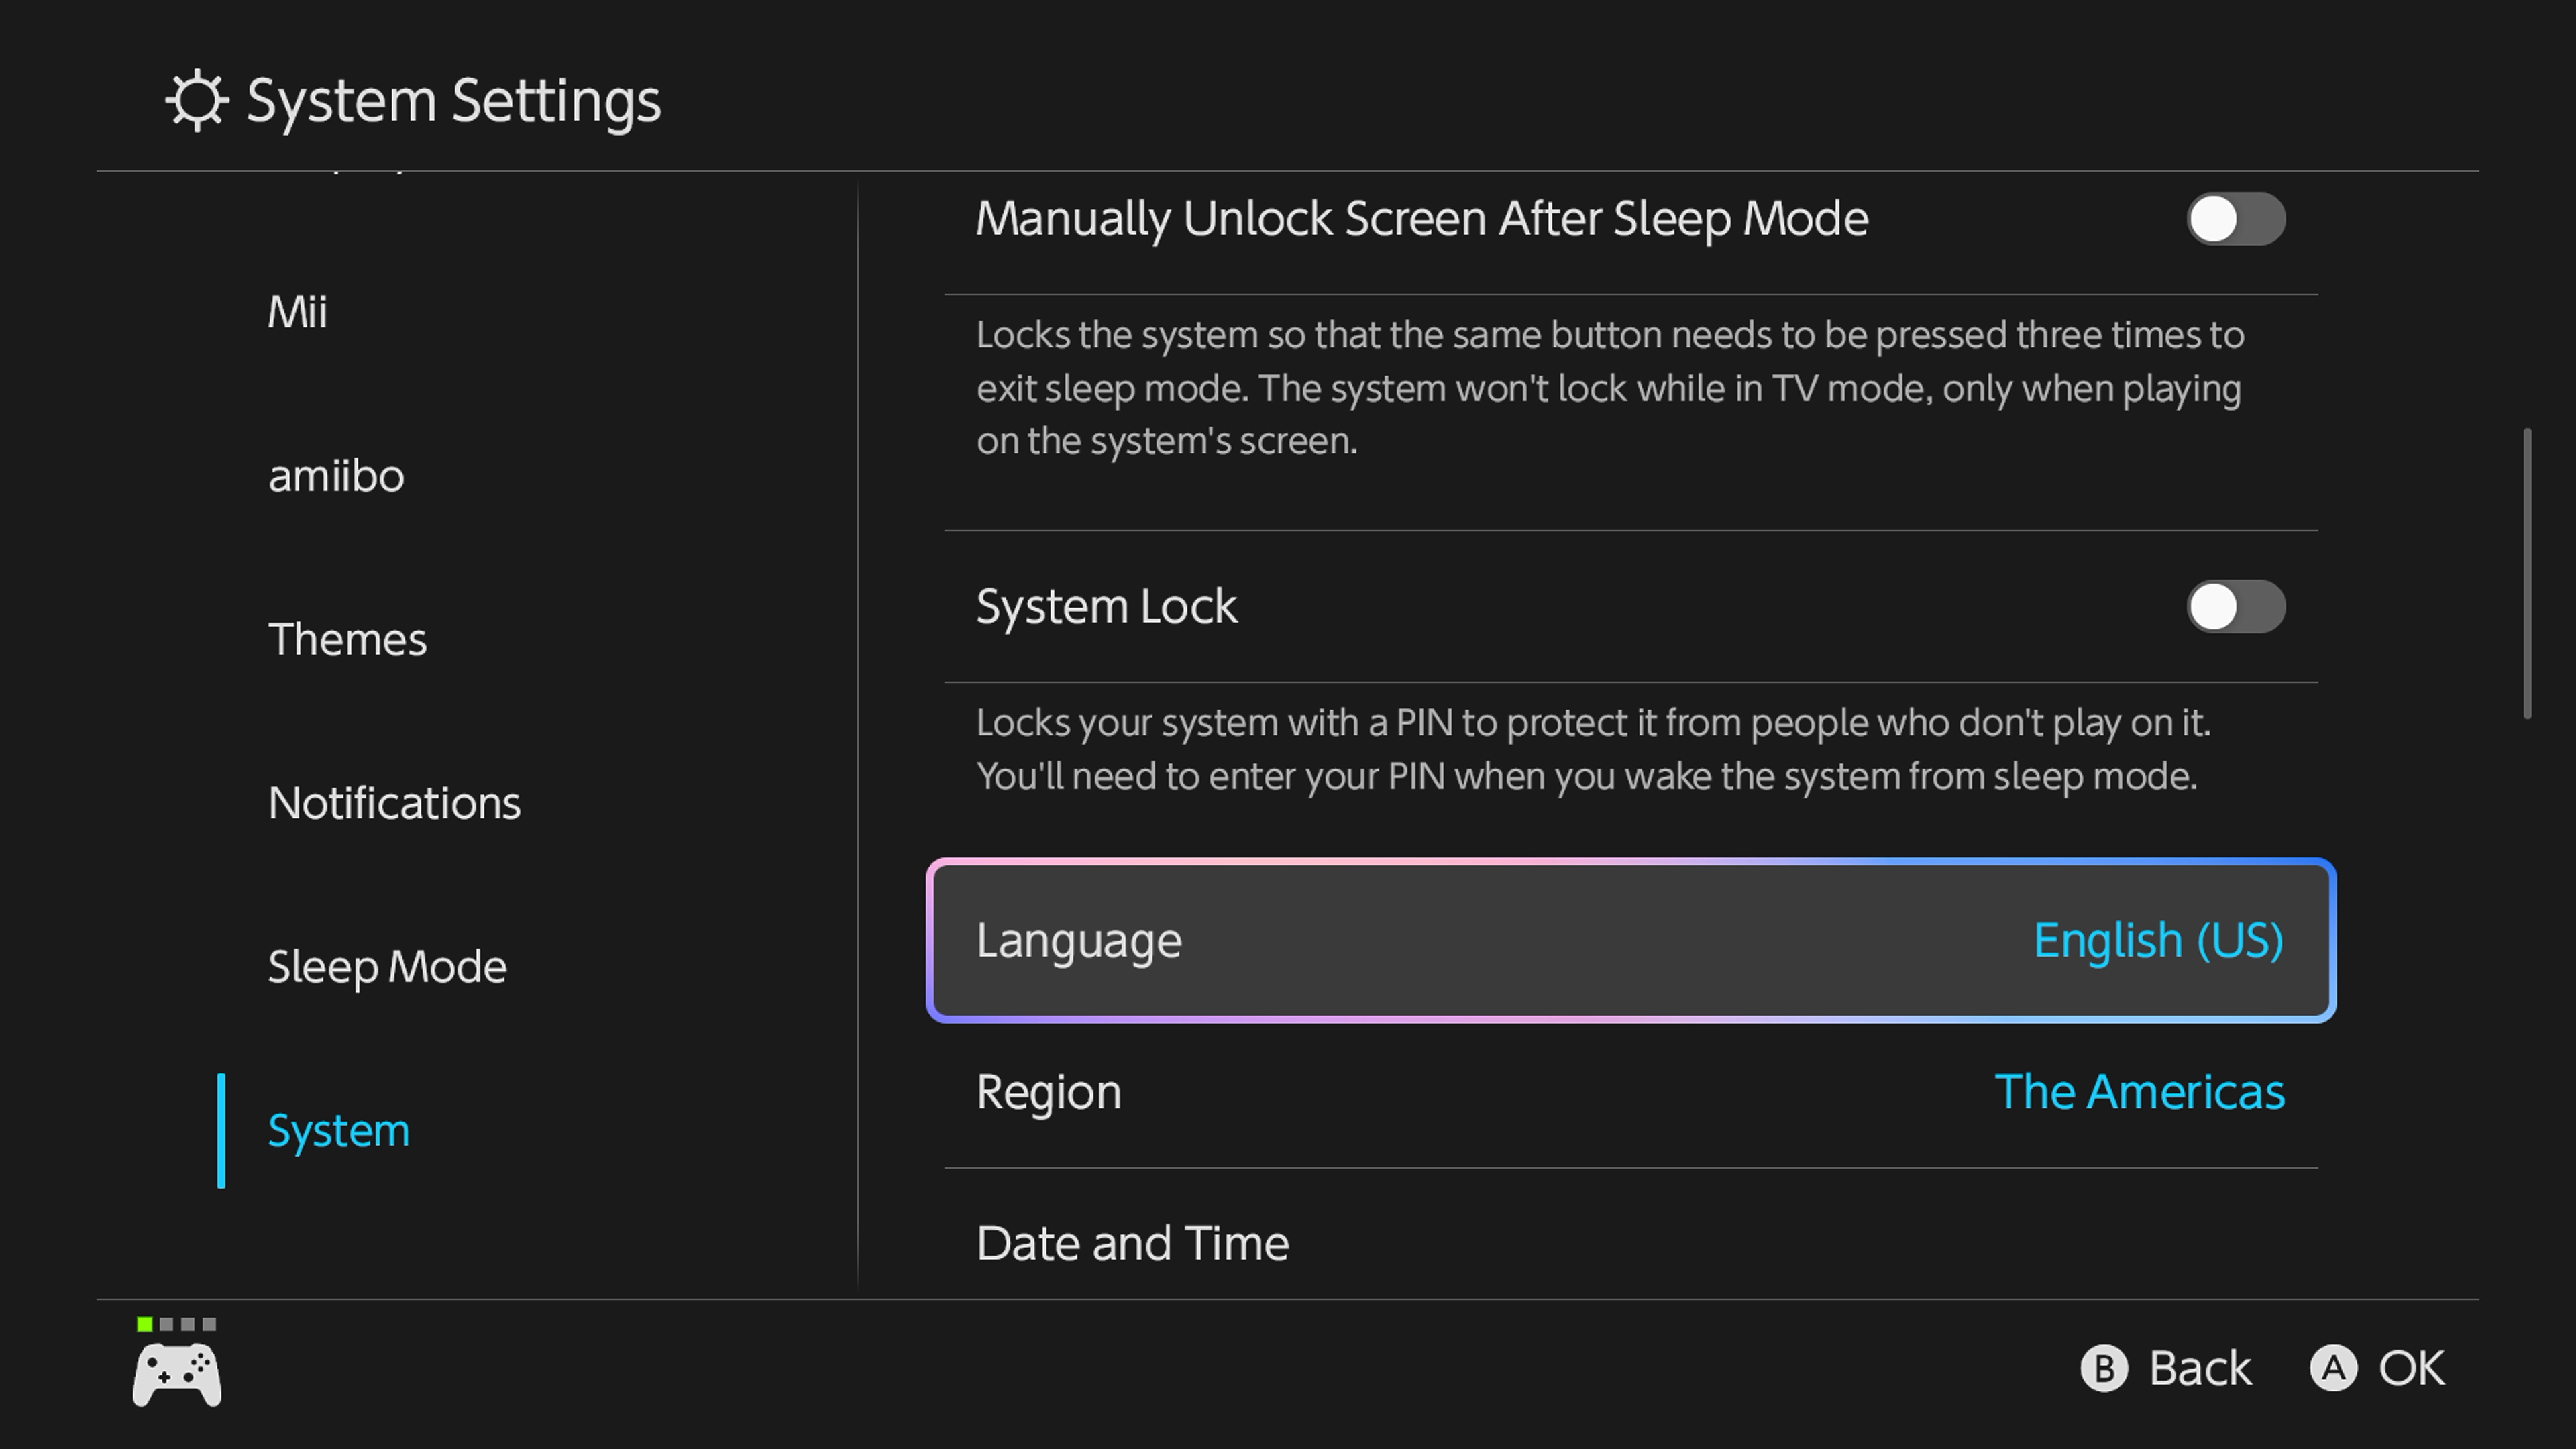 System Settings
Mii
amiibo
Themes
Notifications
Sleep Mode
System
Manually Unlock Screen After Sleep Mode
Locks the system so that the same button needs to be pressed three times to
exit sleep mode. The system won't lock while in TV mode, only when playing
on the system's screen.
System Lock
Locks your system with a PIN to protect it from people who don't play on it.
You'll need to enter your PIN when you wake the system from sleep mode.
Language English (US)
Region The Americas
Date and Time
B Back A OK